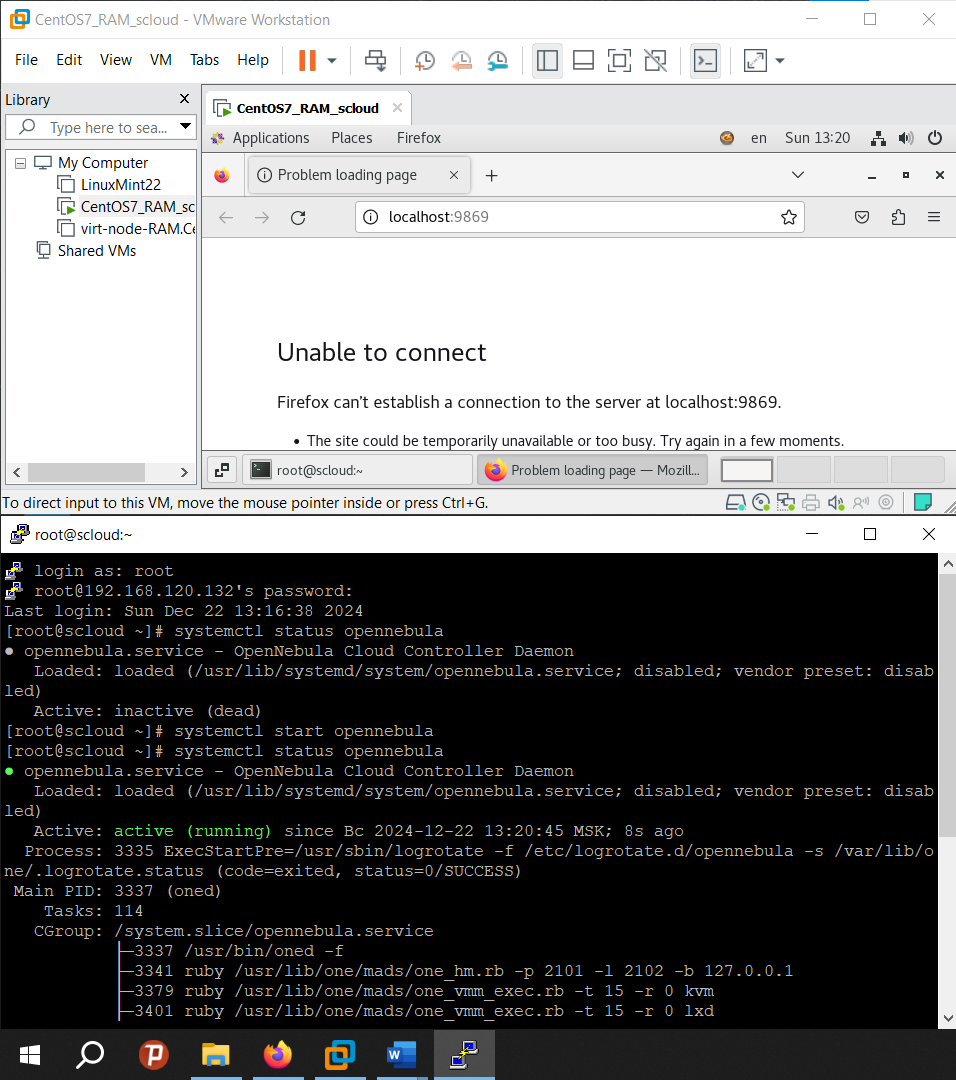 CentOS7_RAM_scloud - VMware Workstation
File Edit View VM Tabs Help
Library
CentOS7_RAM_scloud
Type here to sea...
Applications Places Firefox en Sun 13:20
My Computer
LinuxMint22
CentOS7_RAM_sc
virt-node-RAM.Ce
Shared VMs
Problem loading page
localhost:9869
Unable to connect
Firefox can't establish a connection to the server at localhost:9869.
• The site could be temporarily unavailable or too busy. Try again in a few moments.
root@scloud:~ Problem loading page — Mozill...
To direct input to this VM, move the mouse pointer inside or press Ctrl+G.
root@scloud:~
login as: root
root@192.168.120.132's password:
Last login: Sun Dec 22 13:16:38 2024
[root@scloud ~]# systemctl status opennebula
● opennebula.service - OpenNebula Cloud Controller Daemon
Loaded: loaded (/usr/lib/systemd/system/opennebula.service; disabled; vendor preset: disab
led)
Active: inactive (dead)
[root@scloud ~]# systemctl start opennebula
[root@scloud ~]# systemctl status opennebula
● opennebula.service - OpenNebula Cloud Controller Daemon
Loaded: loaded (/usr/lib/systemd/system/opennebula.service; disabled; vendor preset: disab
led)
Active: active (running) since Вс 2024-12-22 13:20:45 MSK; 8s ago
Process: 3335 ExecStartPre=/usr/sbin/logrotate -f /etc/logrotate.d/opennebula -s /var/lib/o
ne/.logrotate.status (code=exited, status=0/SUCCESS)
Main PID: 3337 (oned)
Tasks: 114
CGroup: /system.slice/opennebula.service
├─3337 /usr/bin/oned -f
├─3341 ruby /usr/lib/one/mads/one_hm.rb -p 2101 -l 2102 -b 127.0.0.1
├─3379 ruby /usr/lib/one/mads/one_vmm_exec.rb -t 15 -r 0 kvm
├─3401 ruby /usr/lib/one/mads/one_vmm_exec.rb -t 15 -r 0 lxd